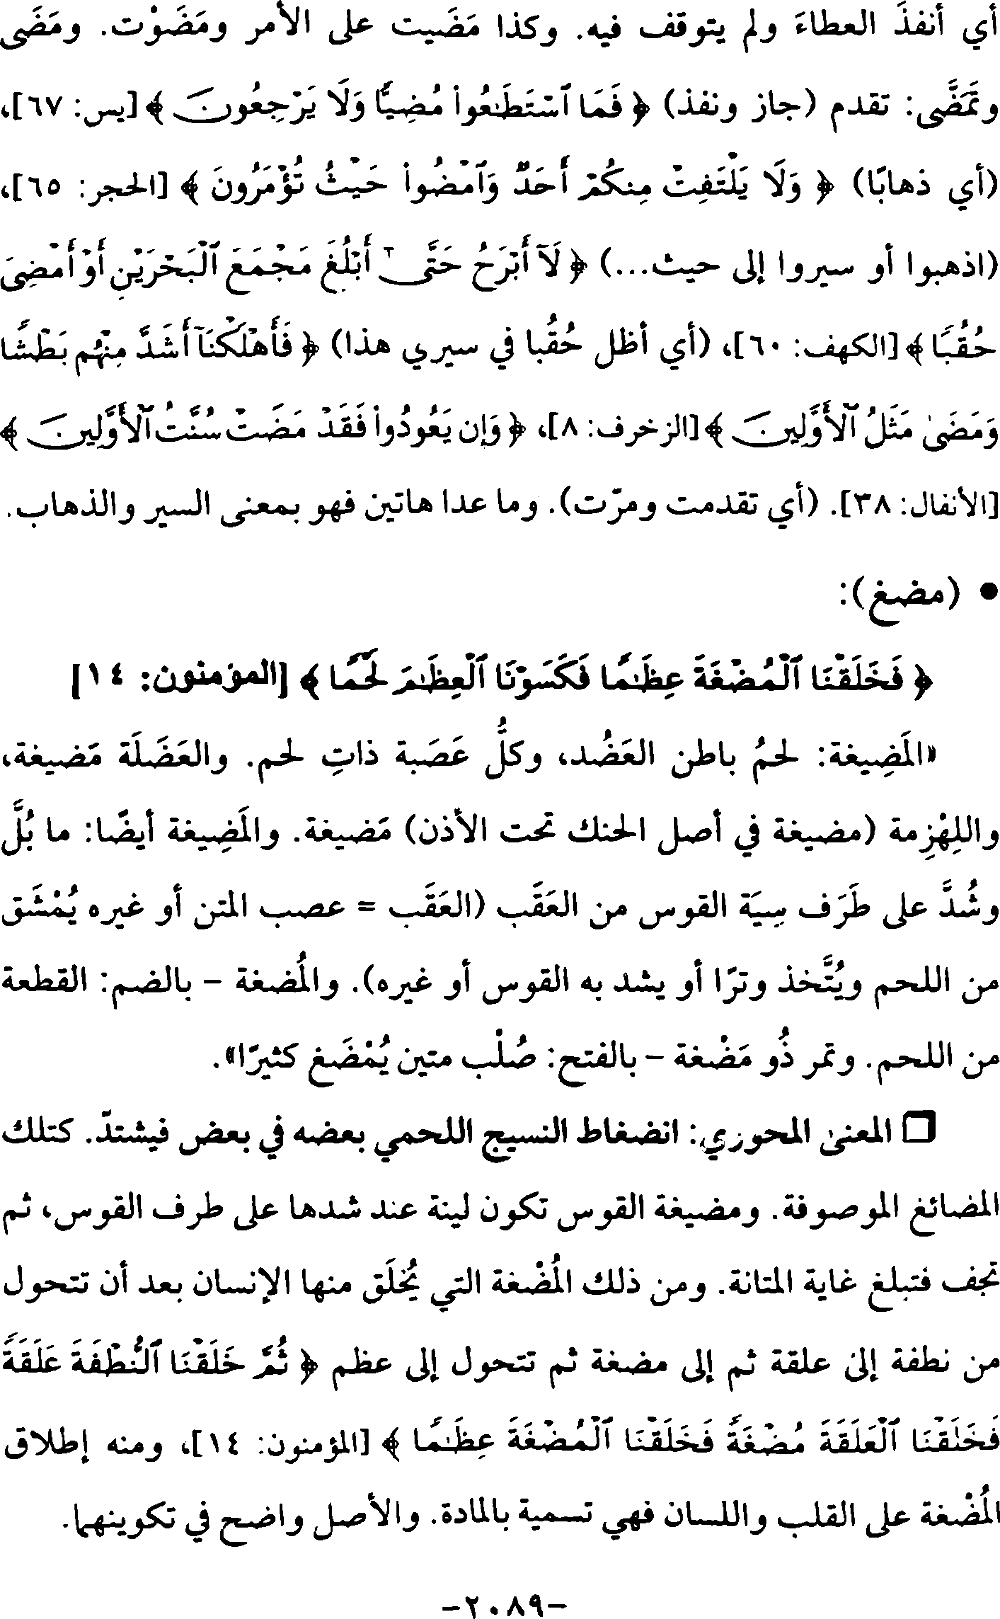 أي أنفذَ العطاءَ ولم يتوقف فيه. وكذا مَضَيت على الأمر ومَضَوْت. ومَضَى
وتَمَضَّى: تقدم (جاز ونفذ) ﴿ فَمَا ٱسْتَطَٰعُوا۟ مُضِيًّا وَلَا يَرْجِعُونَ ﴾ [يس: ٦٧]،
(أي ذهابًا) ﴿ وَلَا يَلْتَفِتْ مِنكُمْ أَحَدٌ وَٱمْضُوا۟ حَيْثُ تُؤْمَرُونَ ﴾ [الحجر: ٦٥]،
(اذهبوا أو سيروا إلى حيث...) ﴿ لَآ أَبْرَحُ حَتَّىٰٓ أَبْلُغَ مَجْمَعَ ٱلْبَحْرَيْنِ أَوْ أَمْضِىَ
حُقُبًا ﴾ [الكهف: ٦٠]، (أي أظل حُقُبا في سيري هذا) ﴿ فَأَهْلَكْنَآ أَشَدَّ مِنْهُم بَطْشًا
وَمَضَىٰ مَثَلُ ٱلْأَوَّلِينَ ﴾ [الزخرف: ٨]، ﴿ وَإِن يَعُودُوا۟ فَقَدْ مَضَتْ سُنَّتُ ٱلْأَوَّلِينَ ﴾
[الأنفال: ٣٨]. (أي تقدمت ومرّت). وما عدا هاتين فهو بمعنى السير والذهاب.
• (مضغ):
﴿ فَخَلَقْنَا ٱلْمُضْغَةَ عِظَٰمًا فَكَسَوْنَا ٱلْعِظَٰمَ لَحْمًا ﴾ [المؤمنون: ١٤]
«المَضِيغة: لحمُ باطن العَضُد، وكلُّ عَصَبة ذاتِ لحم. والعَضَلَة مَضيغة،
واللِهْزِمة (مضيغة في أصل الحنك تحت الأذن) مَضيغة. والمَضِيغة أيضًا: ما بُلَّ
وشُدَّ على طَرَف سِيَة القوس من العَقَب (العَقَب = عصب المتن أو غيره يُمْشَق
من اللحم ويُتَّخذ وترًا أو يشد به القوس أو غيره). والمُضغة – بالضم: القطعة
من اللحم. وتمر ذُو مَضْغة – بالفتح: صُلْب متين يُمْضَغ كثيرًا».
❒ المعنى المحوري: انضغاط النسيج اللحمي بعضه في بعض فيشتدّ. كتلك
المضائغ الموصوفة. ومضيغة القوس تكون لينة عند شدها على طرف القوس، ثم
تجف فتبلغ غاية المتانة. ومن ذلك المُضْغة التي يُخلَق منها الإنسان بعد أن تتحول
من نطفة إلى علقة ثم إلى مضغة ثم تتحول إلى عظم ﴿ ثُمَّ خَلَقْنَا ٱلنُّطْفَةَ عَلَقَةً
فَخَلَقْنَا ٱلْعَلَقَةَ مُضْغَةً فَخَلَقْنَا ٱلْمُضْغَةَ عِظَٰمًا ﴾ [المؤمنون: ١٤]، ومنه إطلاق
المُضْغة على القلب واللسان فهي تسمية بالمادة. والأصل واضح في تكوينهما.
-٢٠٨٩-